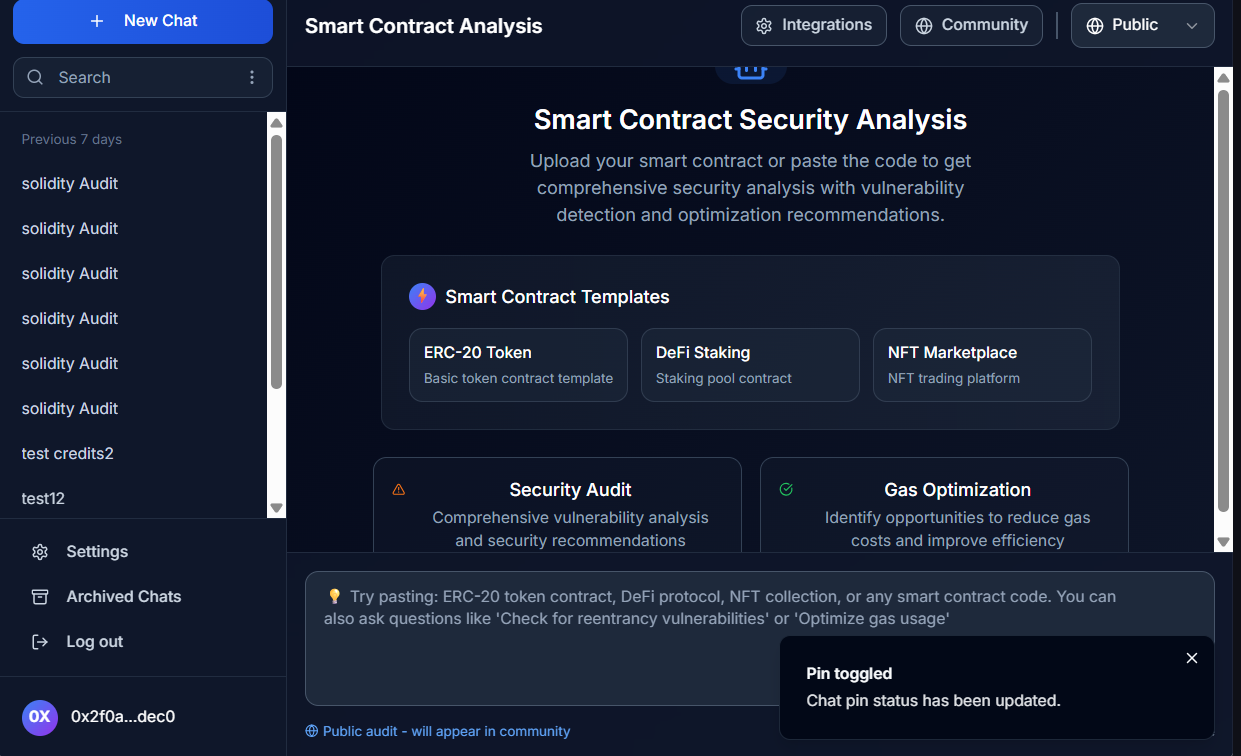 New Chat
Search
Previous 7 days
solidity Audit
solidity Audit
solidity Audit
solidity Audit
solidity Audit
solidity Audit
test credits2
test12
Settings
Archived Chats
Log out
0X
0x2f0a...dec0
Smart Contract Analysis
Integrations
Community
Public
Smart Contract Security Analysis
Upload your smart contract or paste the code to get
comprehensive security analysis with vulnerability
detection and optimization recommendations.
Smart Contract Templates
ERC-20 Token
Basic token contract template
DeFi Staking
Staking pool contract
NFT Marketplace
NFT trading platform
Security Audit
Comprehensive vulnerability analysis
and security recommendations
Gas Optimization
Identify opportunities to reduce gas
costs and improve efficiency
💡 Try pasting: ERC-20 token contract, DeFi protocol, NFT collection, or any smart contract code. You can
also ask questions like 'Check for reentrancy vulnerabilities' or 'Optimize gas usage'
Public audit - will appear in community
Pin toggled
Chat pin status has been updated.